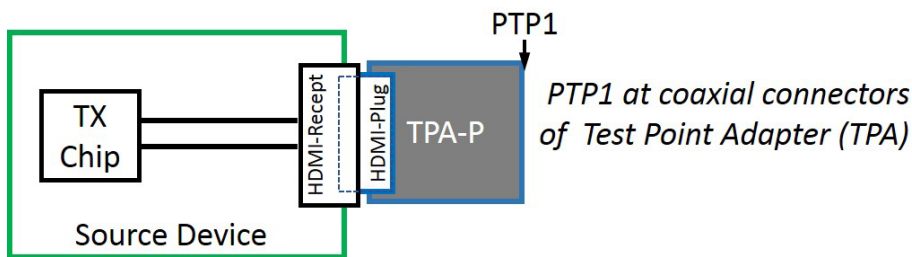 PTP1
TX
Chip
HDMI-Recept
HDMI-Plug
TPA-P
PTP1 at coaxial connectors
of Test Point Adapter (TPA)
Source Device